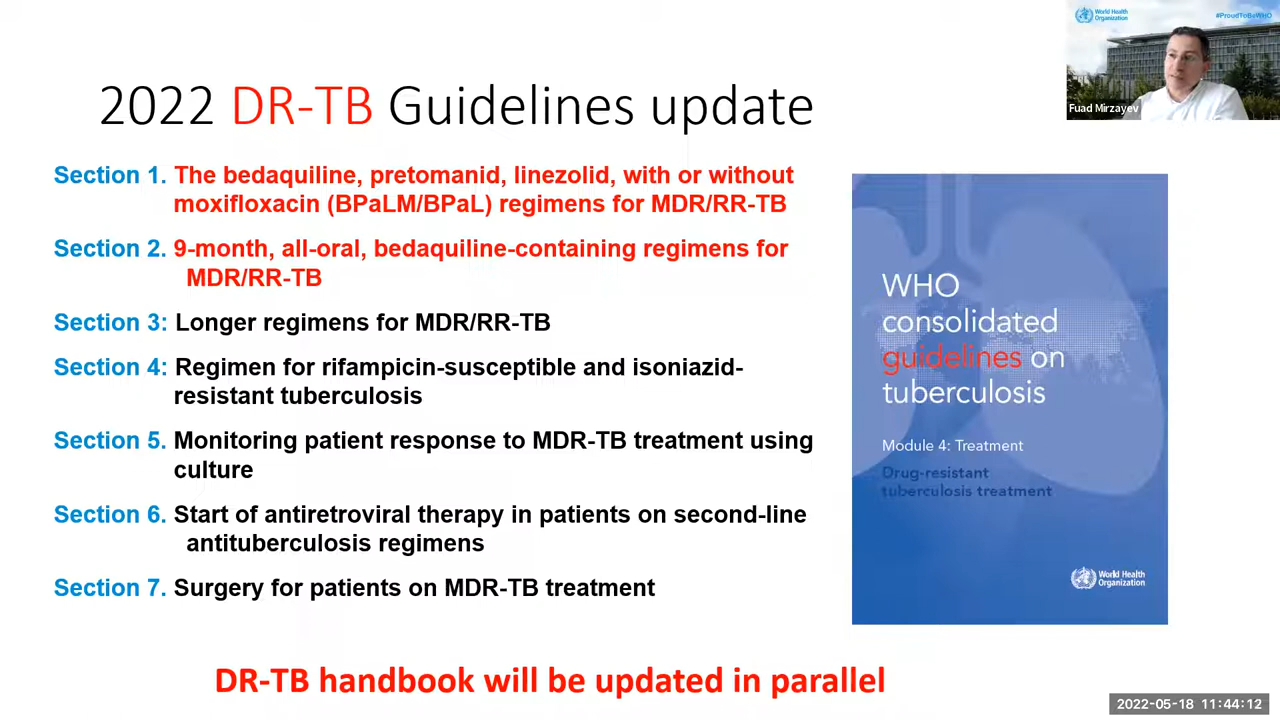 World Health
Organization
#ProudToBeWHO
Fuad Mirzayev
2022 DR-TB Guidelines update
Section 1. The bedaquiline, pretomanid, linezolid, with or without
moxifloxacin (BPaLM/BPaL) regimens for MDR/RR-TB
Section 2. 9-month, all-oral, bedaquiline-containing regimens for
MDR/RR-TB
Section 3: Longer regimens for MDR/RR-TB
Section 4: Regimen for rifampicin-susceptible and isoniazid-
resistant tuberculosis
Section 5. Monitoring patient response to MDR-TB treatment using
culture
Section 6. Start of antiretroviral therapy in patients on second-line
antituberculosis regimens
Section 7. Surgery for patients on MDR-TB treatment
WHO
consolidated
guidelines on
tuberculosis
Module 4: Treatment
Drug-resistant
tuberculosis treatment
World Health
Organization
DR-TB handbook will be updated in parallel
2022-05-18 11:44:12